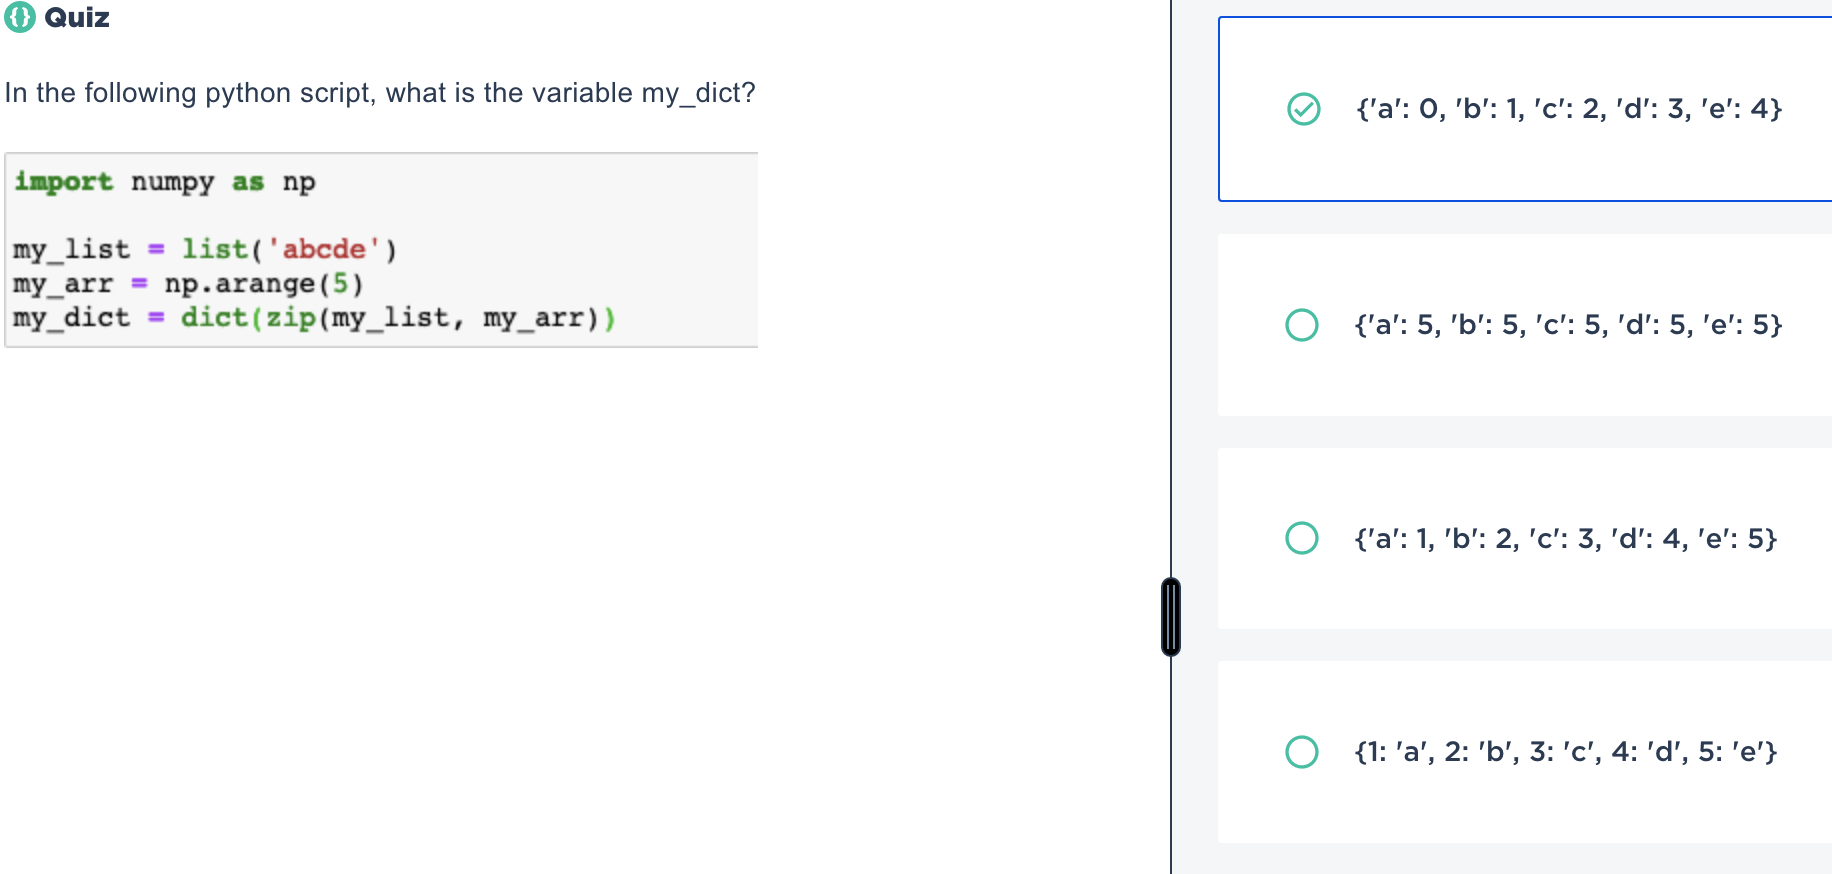 {} Quiz
In the following python script, what is the variable my_dict?
import numpy as np
my_list = list('abcde')
my_arr = np.arange(5)
my_dict = dict(zip(my_list, my_arr))
{'a': 0, 'b': 1, 'c': 2, 'd': 3, 'e': 4}
{'a': 5, 'b': 5, 'c': 5, 'd': 5, 'e': 5}
{'a': 1, 'b': 2, 'c': 3, 'd': 4, 'e': 5}
{1: 'a', 2: 'b', 3: 'c', 4: 'd', 5: 'e'}